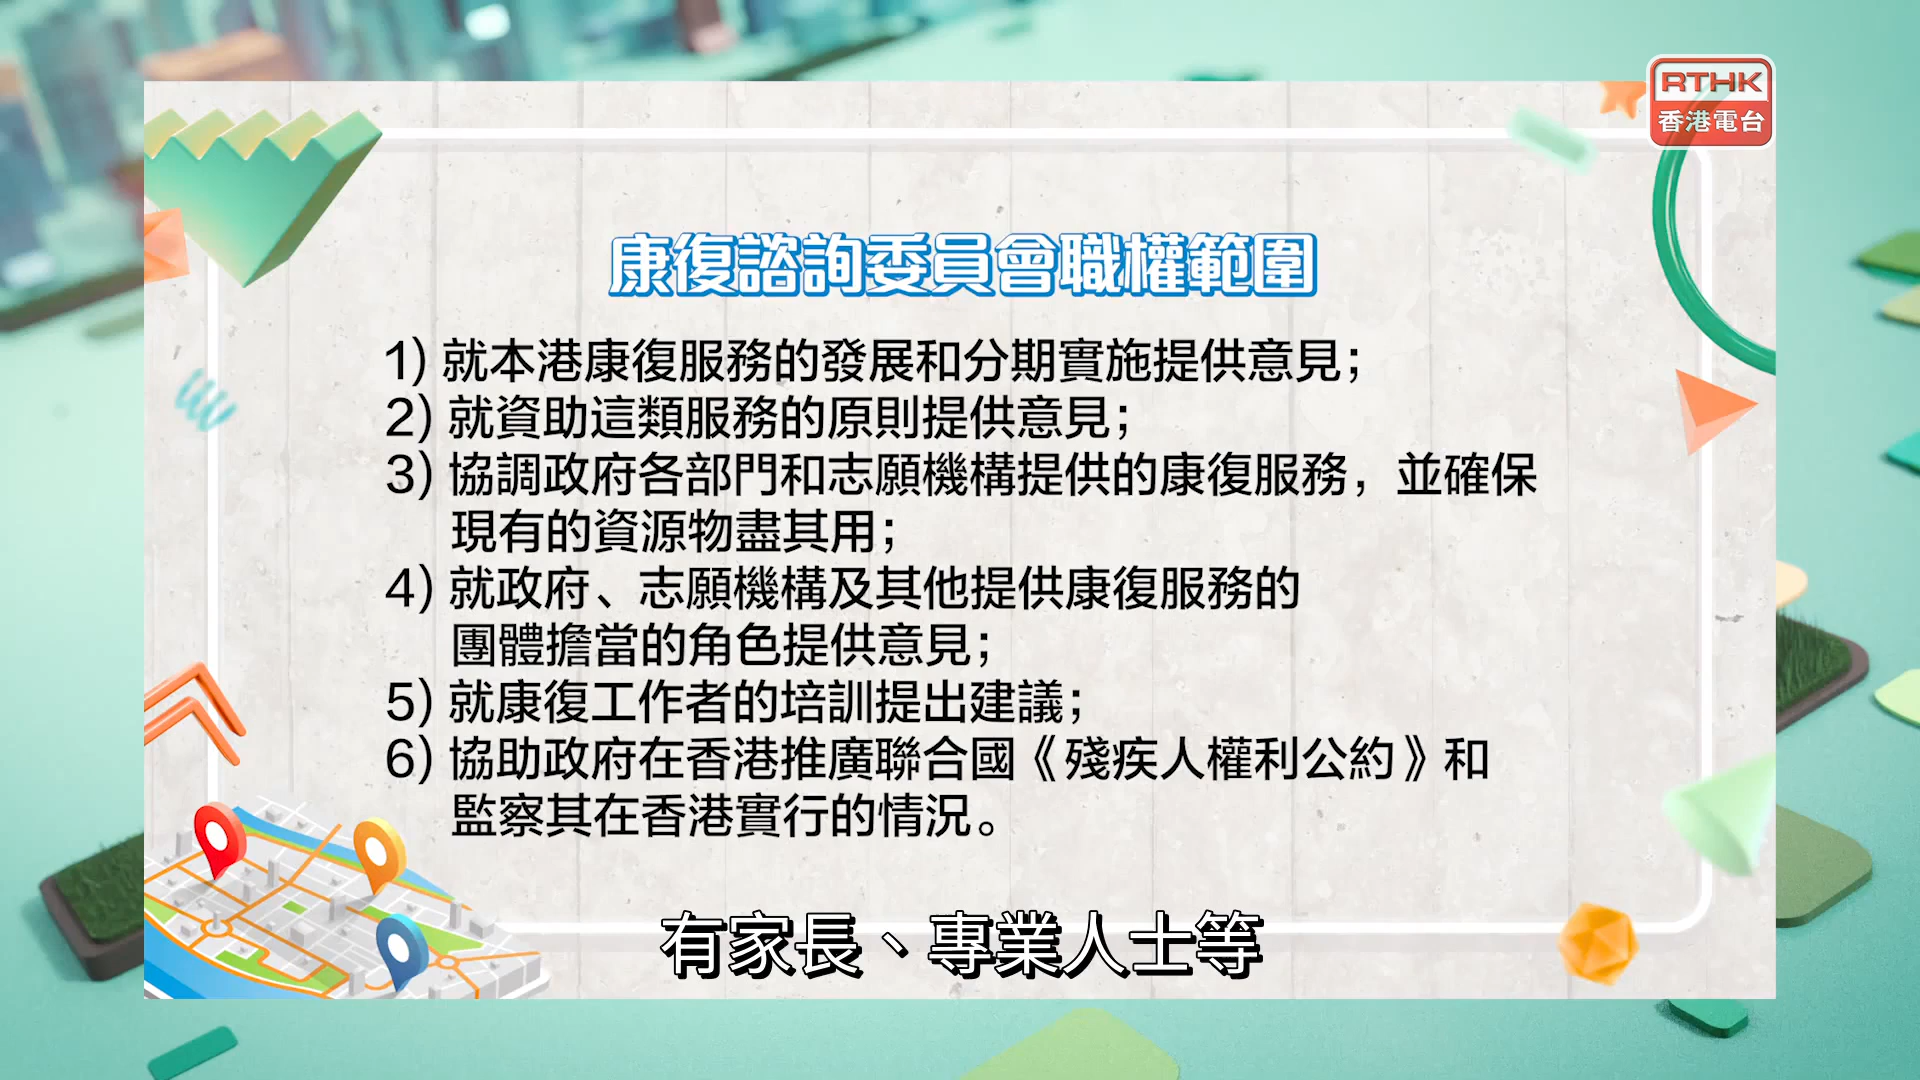 RTHK
香港電台
康復諮詢委員會職權範圍
1) 就本港康復服務的發展和分期實施提供意見；
2) 就資助這類服務的原則提供意見；
3) 協調政府各部門和志願機構提供的康復服務，並確保
現有的資源物盡其用；
4) 就政府、志願機構及其他提供康復服務的
團體擔當的角色提供意見；
5) 就康復工作者的培訓提出建議；
6) 協助政府在香港推廣聯合國《殘疾人權利公約》和
監察其在香港實行的情況。
有家長、專業人士等